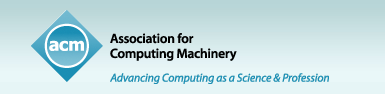 acm
Association for
Computing Machinery
Advancing Computing as a Science & Profession